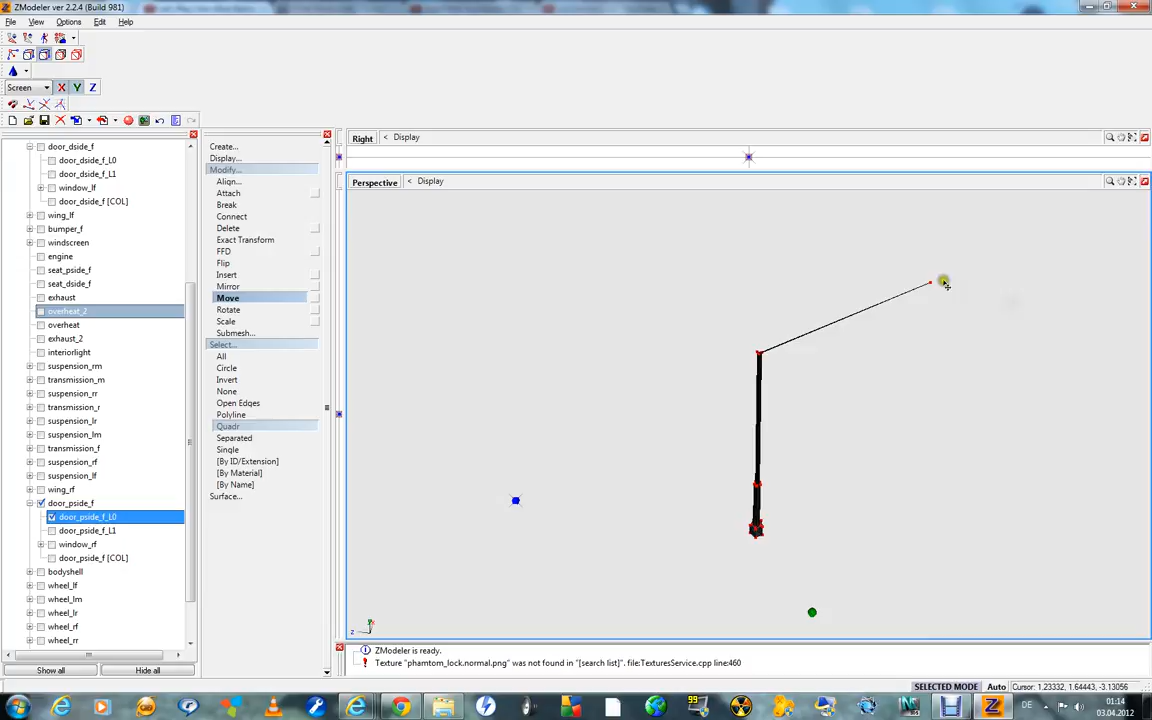 ZModeler ver 2.2.4 (Build 981)
File View Options Edit Help
Screen X Y Z
door_dside_f
door_dside_f_L0
door_dside_f_L1
window_lf
door_dside_f [COL]
wing_lf
bumper_f
windscreen
engine
seat_pside_f
seat_dside_f
exhaust
overheat_2
overheat
exhaust_2
interiorlight
suspension_rm
transmission_m
suspension_rr
transmission_r
suspension_lr
suspension_lm
transmission_f
suspension_rf
suspension_lf
wing_rf
door_pside_f
door_pside_f_L0
door_pside_f_L1
window_rf
door_pside_f [COL]
bodyshell
wheel_lf
wheel_lm
wheel_lr
wheel_rf
wheel_rr
Show all Hide all
Create...
Display...
Modify...
Align...
Attach
Break
Connect
Delete
Exact Transform
FFD
Flip
Insert
Mirror
Move
Rotate
Scale
Submesh...
Select...
All
Circle
Invert
None
Open Edges
Polyline
Quadr
Separated
Single
[By ID/Extension]
[By Material]
[By Name]
Surface...
Right < Display
Perspective < Display
z
ZModeler is ready.
Texture "phamtom_lock.normal.png" was not found in "[search list]". file:TexturesService.cpp line:460
SELECTED MODE Auto Cursor: 1.23332, 1.64443, -3.13056
99
DE
01:14
03.04.2012